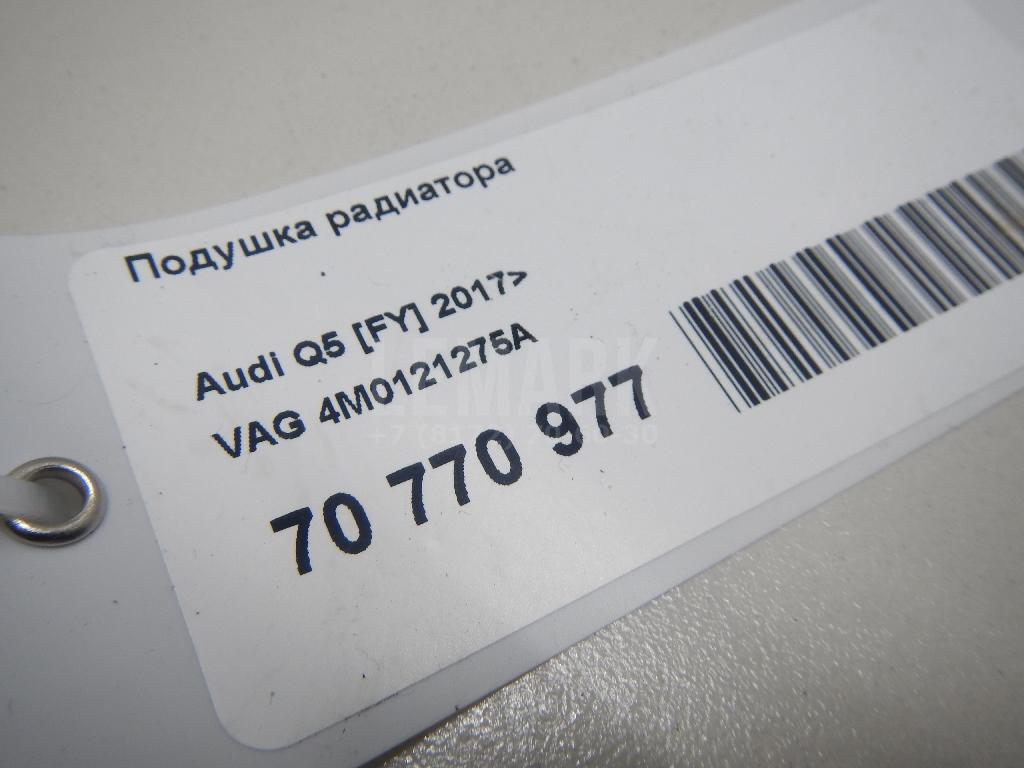 Подушка радиатора
Audi Q5 [FY] 2017>
VAG 4M0121275A
70 770 977
LEMARK